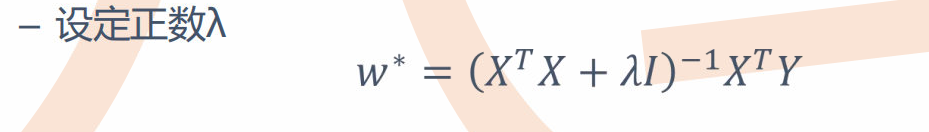 – 设定正数λ
w* = (XᵀX + λI)⁻¹XᵀY